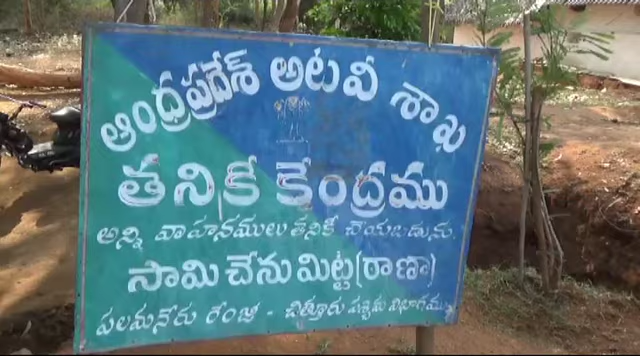 ఆంధ్రప్రదేశ్ అటవీ శాఖ
తనికీ కేంద్రము
అన్ని వాహనములు తనికీ చేయబడును.
సామి చేను మిట్ట (ఠాణా)
పలమనేరు రేంజి - చిత్తూరు పశ్చిమ విభాగము